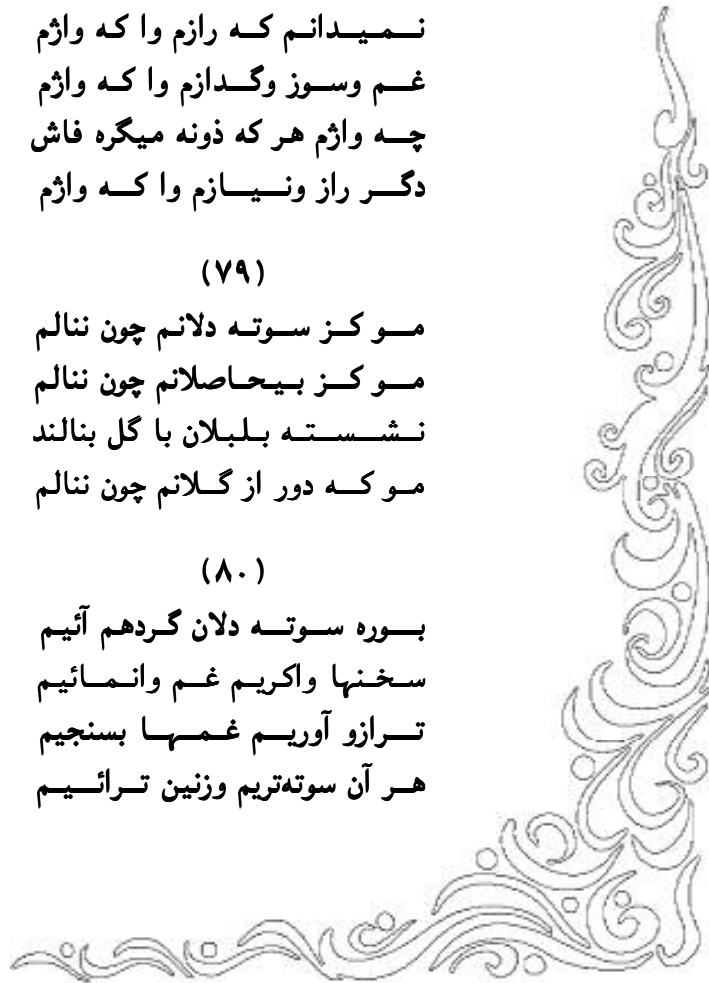 نمیدانم که رازم وا که واژم
غم وسوز وگدازم وا که واژم
چه واژم هر که ذونه میگره فاش
دگر راز ونیازم وا که واژم
(۷۹)
مو کز سوته دلانم چون ننالم
مو کز بیحاصلانم چون ننالم
نشسته بلبلان با گل بنالند
مو که دور از گلانم چون ننالم
(۸۰)
بوره سوته دلان گردهم آئیم
سخنها واکریم غم وانمائیم
ترازو آوریم غمها بسنجیم
هر آن سوته‌تریم وزنین ترائیم